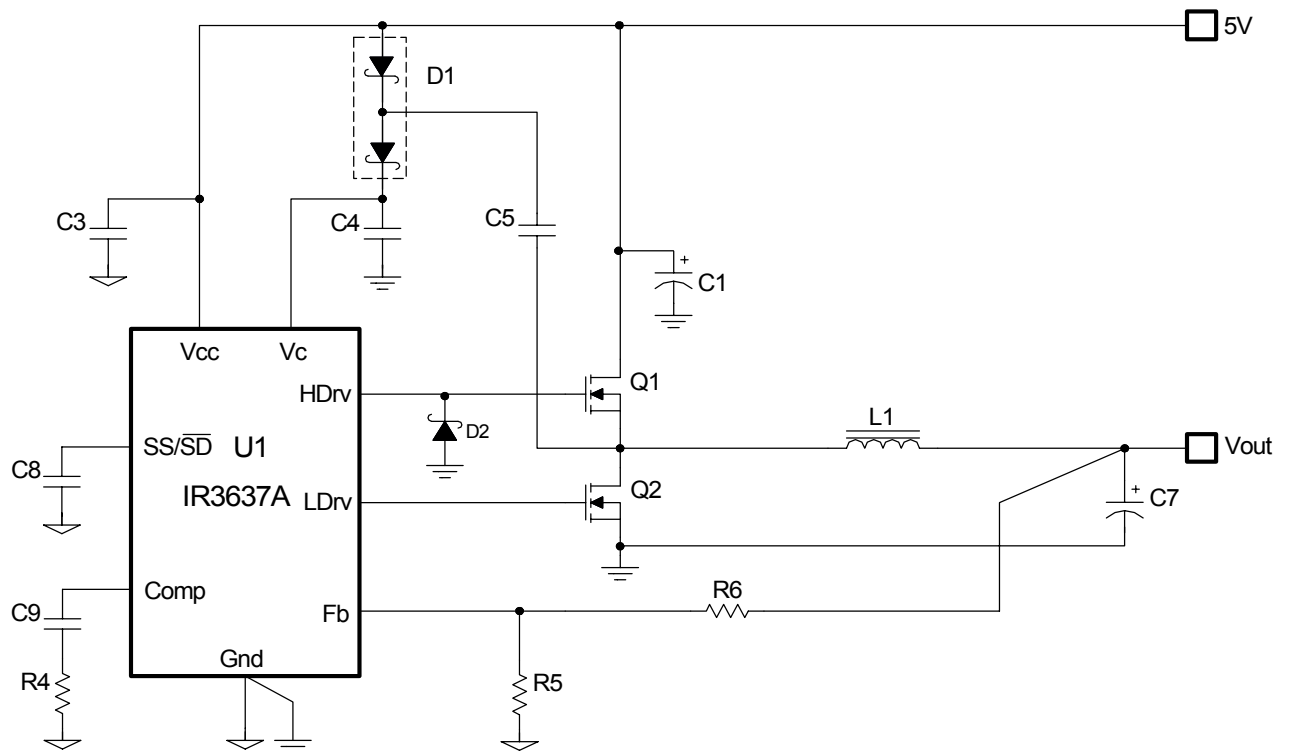 5V
D1
C3
C4
C5
+
C1
Vcc
Vc
HDrv
Q1
D2
L1
SS/SD
U1
Vout
C8
IR3637A
LDrv
Q2
+
C7
Comp
C9
R6
Fb
Gnd
R4
R5